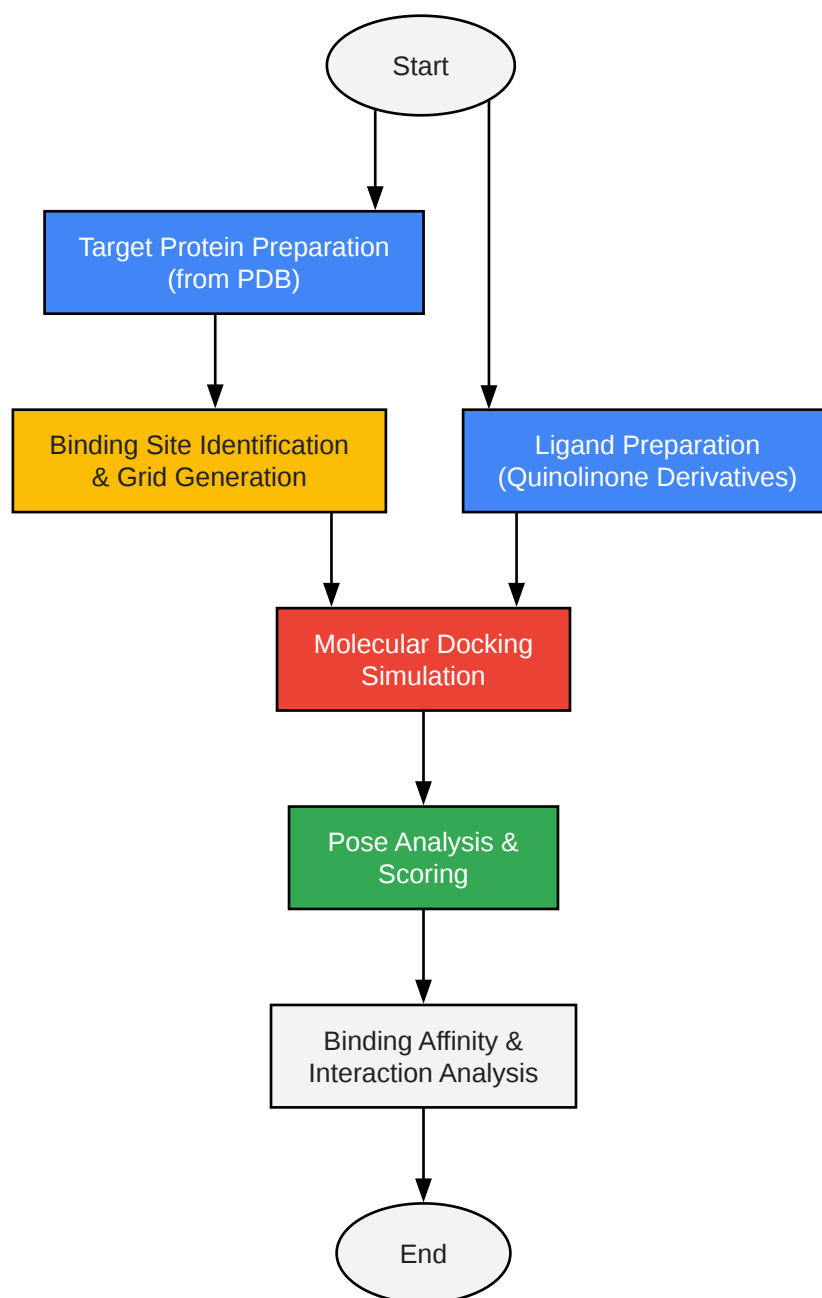 Start
Target Protein Preparation
(from PDB)
Binding Site Identification
& Grid Generation
Ligand Preparation
(Quinolinone Derivatives)
Molecular Docking
Simulation
Pose Analysis &
Scoring
Binding Affinity &
Interaction Analysis
End